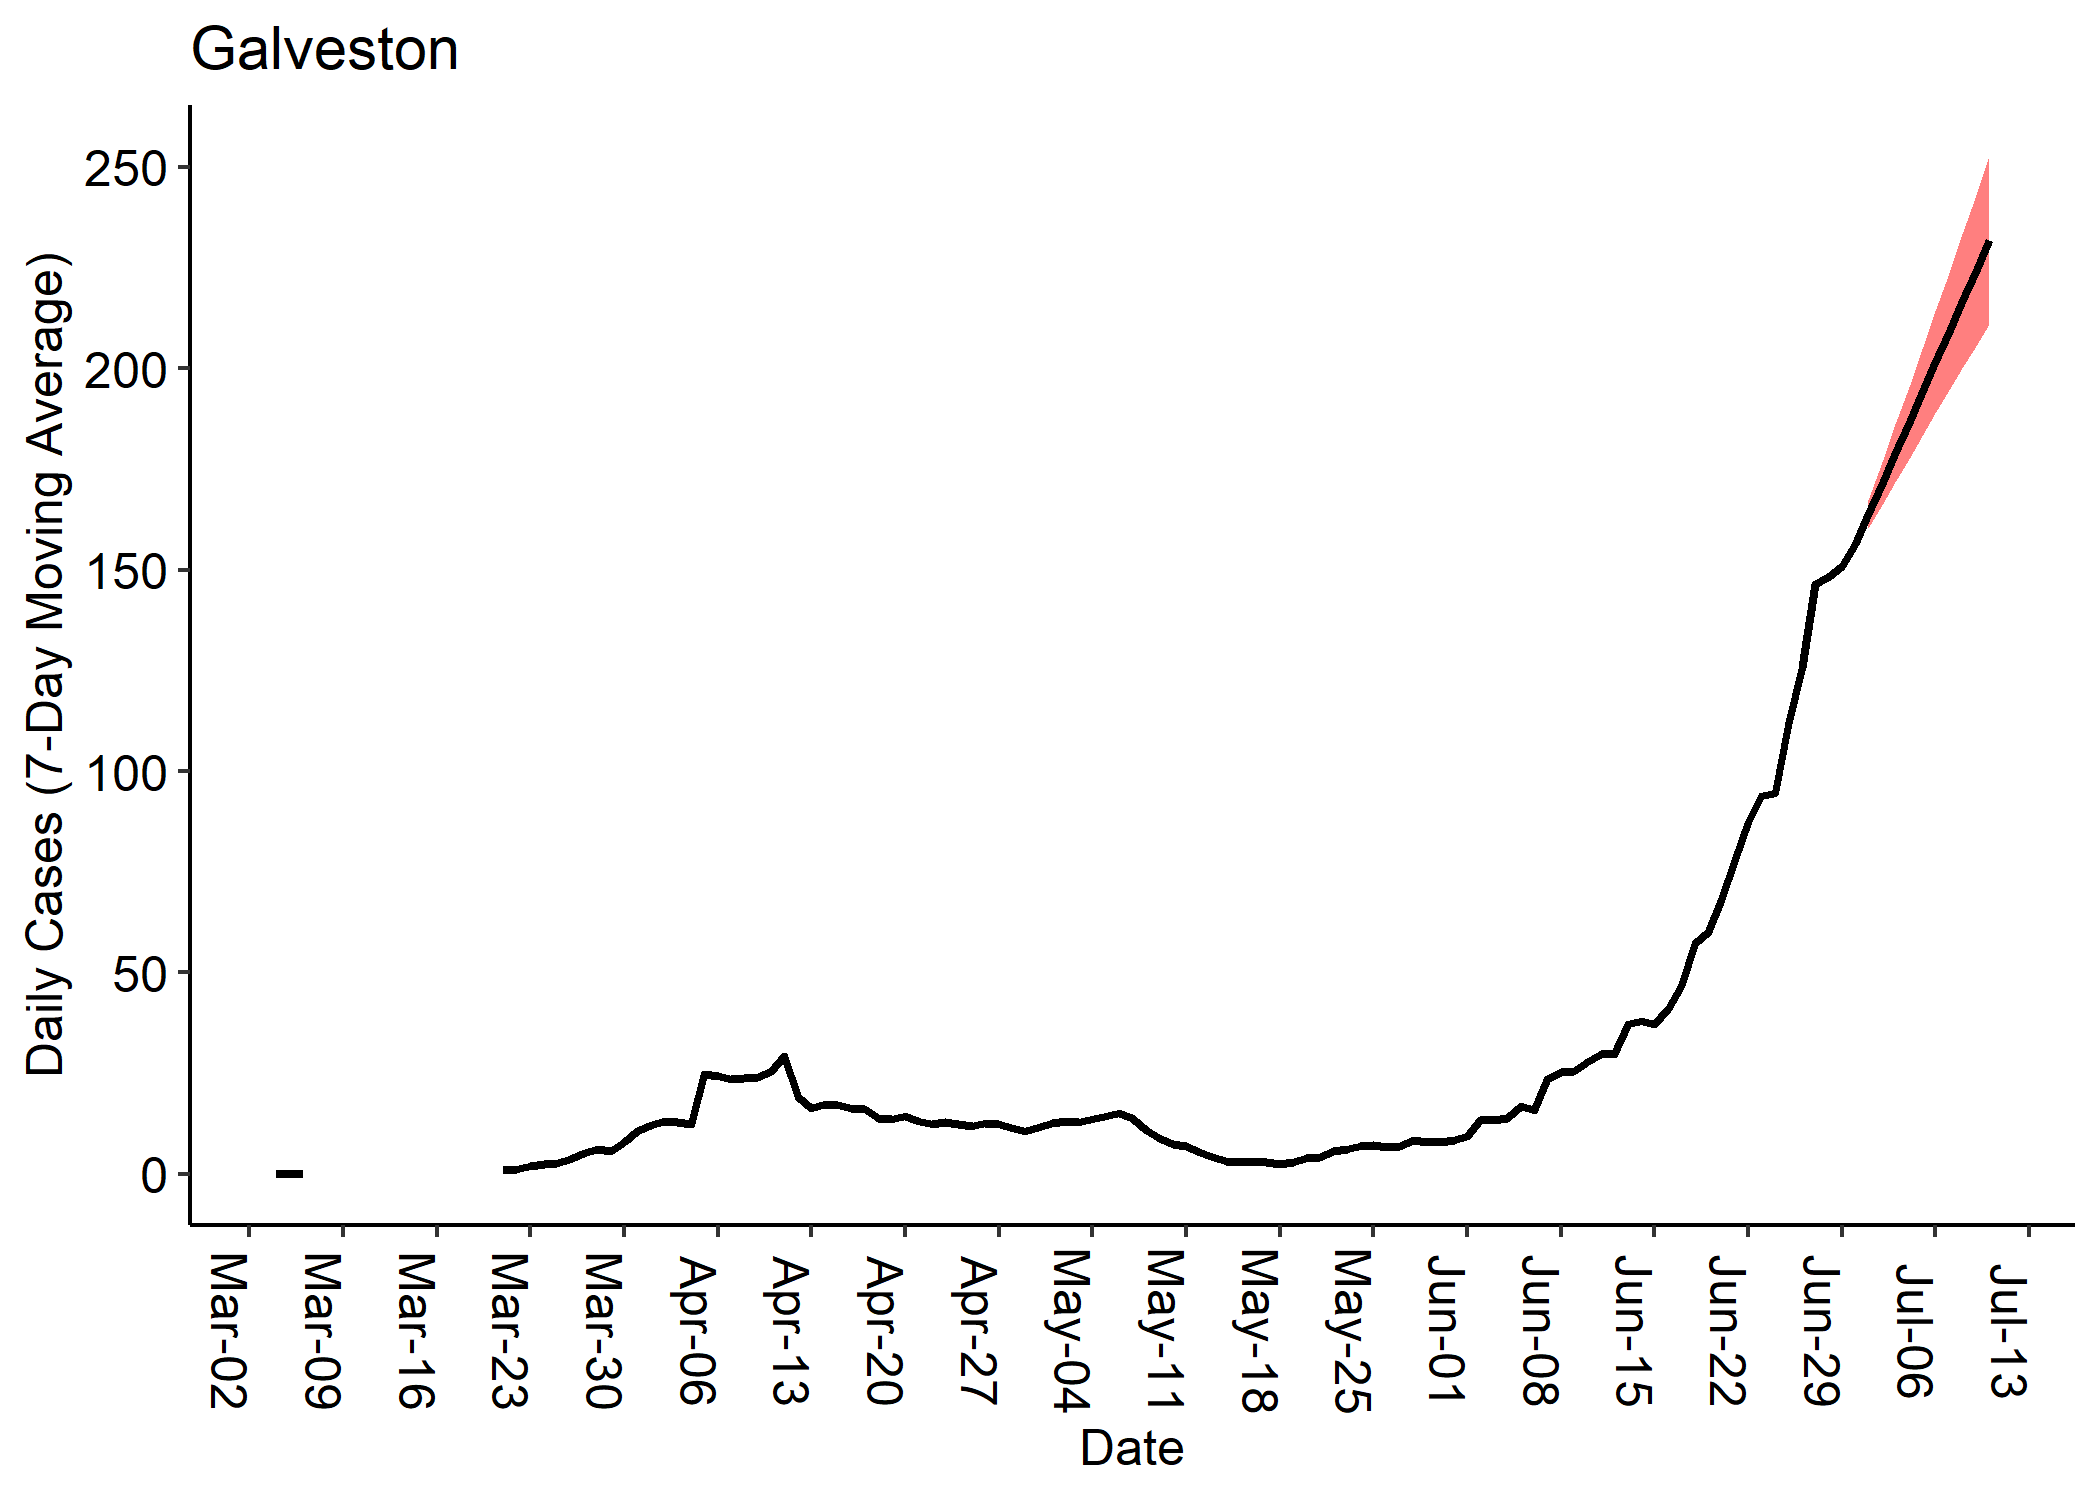 Galveston
Daily Cases (7-Day Moving Average)
250
200
150
100
50
0
Mar-02
Mar-09
Mar-16
Mar-23
Mar-30
Apr-06
Apr-13
Apr-20
Apr-27
May-04
May-11
May-18
May-25
Jun-01
Jun-08
Jun-15
Jun-22
Jun-29
Jul-06
Jul-13
Date